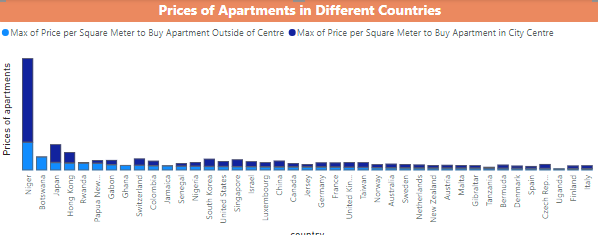 Prices of Apartments in Different Countries
Max of Price per Square Meter to Buy Apartment Outside of Centre
Max of Price per Square Meter to Buy Apartment in City Centre
Prices of apartments
Niger
Botswana
Japan
Hong Kong
Rwanda
Papua New...
Gabon
Ghana
Switzerland
Colombia
Jamaica
Senegal
Nigeria
South Korea
United States
Singapore
Israel
Luxembourg
China
Canada
Jersey
Germany
France
United Kin...
Taiwan
Norway
Australia
Sweden
Netherlands
New Zealand
Austria
Malta
Gibraltar
Tanzania
Bermuda
Denmark
Spain
Czech Rep...
Uganda
Finland
Italy
country